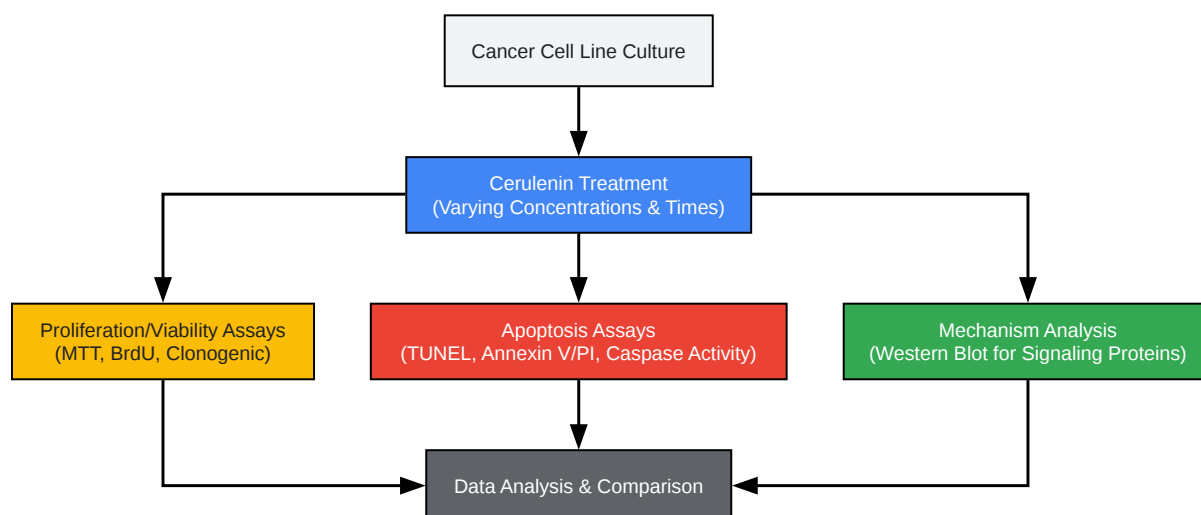 Cancer Cell Line Culture
Cerulenin Treatment
(Varying Concentrations & Times)
Proliferation/Viability Assays
(MTT, BrdU, Clonogenic)
Apoptosis Assays
(TUNEL, Annexin V/PI, Caspase Activity)
Mechanism Analysis
(Western Blot for Signaling Proteins)
Data Analysis & Comparison